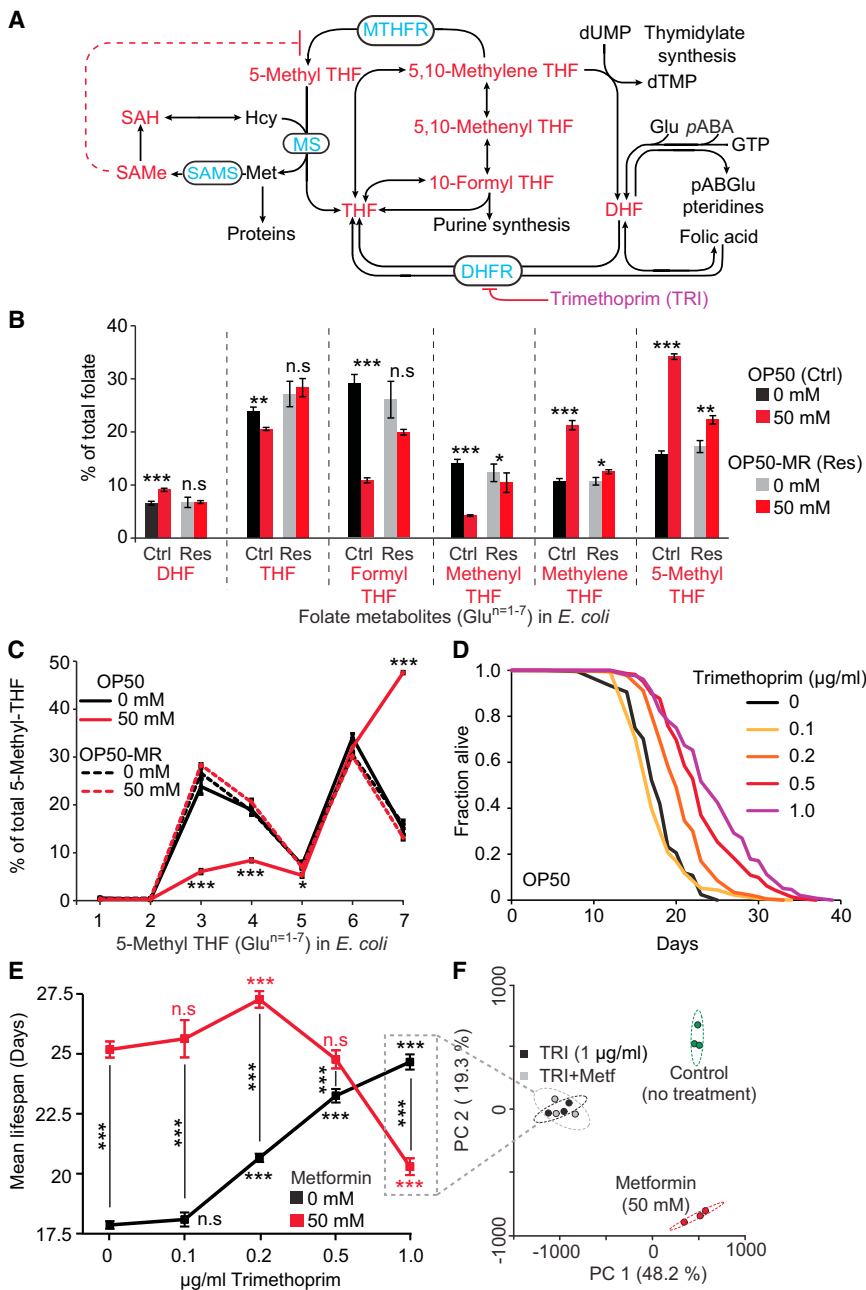 A
MTHFR
dUMP
Thymidylate
synthesis
5-Methyl THF
5,10-Methylene THF
dTMP
SAH
Hcy
MS
5,10-Methenyl THF
Glu
pABA
GTP
SAMe
SAMS
Met
10-Formyl THF
THF
DHF
pABGlu
pteridines
Proteins
Purine synthesis
Folic acid
DHFR
Trimethoprim (TRI)
B
% of total folate
40
30
20
10
0
***
n.s
**
n.s
***
n.s
***
*
***
*
***
**
OP50 (Ctrl)
0 mM
50 mM
OP50-MR (Res)
0 mM
50 mM
Ctrl Res
Ctrl Res
Ctrl Res
Ctrl Res
Ctrl Res
Ctrl Res
DHF
THF
Formyl
THF
Methenyl
THF
Methylene
THF
5-Methyl
THF
Folate metabolites (Glu^n=1-7) in E. coli
C
% of total 5-Methyl-THF
50
40
30
20
10
0
OP50
0 mM
50 mM
OP50-MR
0 mM
50 mM
***
***
***
*
1 2 3 4 5 6 7
5-Methyl THF (Glu^n=1-7) in E. coli
D
Fraction alive
1.0
0.8
0.6
0.4
0.2
0
Trimethoprim (µg/ml)
0
0.1
0.2
0.5
1.0
OP50
0 10 20 30 40
Days
E
Mean lifespan (Days)
27.5
25
22.5
20
17.5
***
n.s
***
n.s
***
***
***
***
***
***
n.s
***
***
***
Metformin
0 mM
50 mM
0 0.1 0.2 0.5 1.0
µg/ml Trimethoprim
F
PC 2 (19.3 %)
1000
0
-1000
TRI (1 µg/ml)
TRI+Metf
Control
(no treatment)
Metformin
(50 mM)
-1000 0 1000
PC 1 (48.2 %)